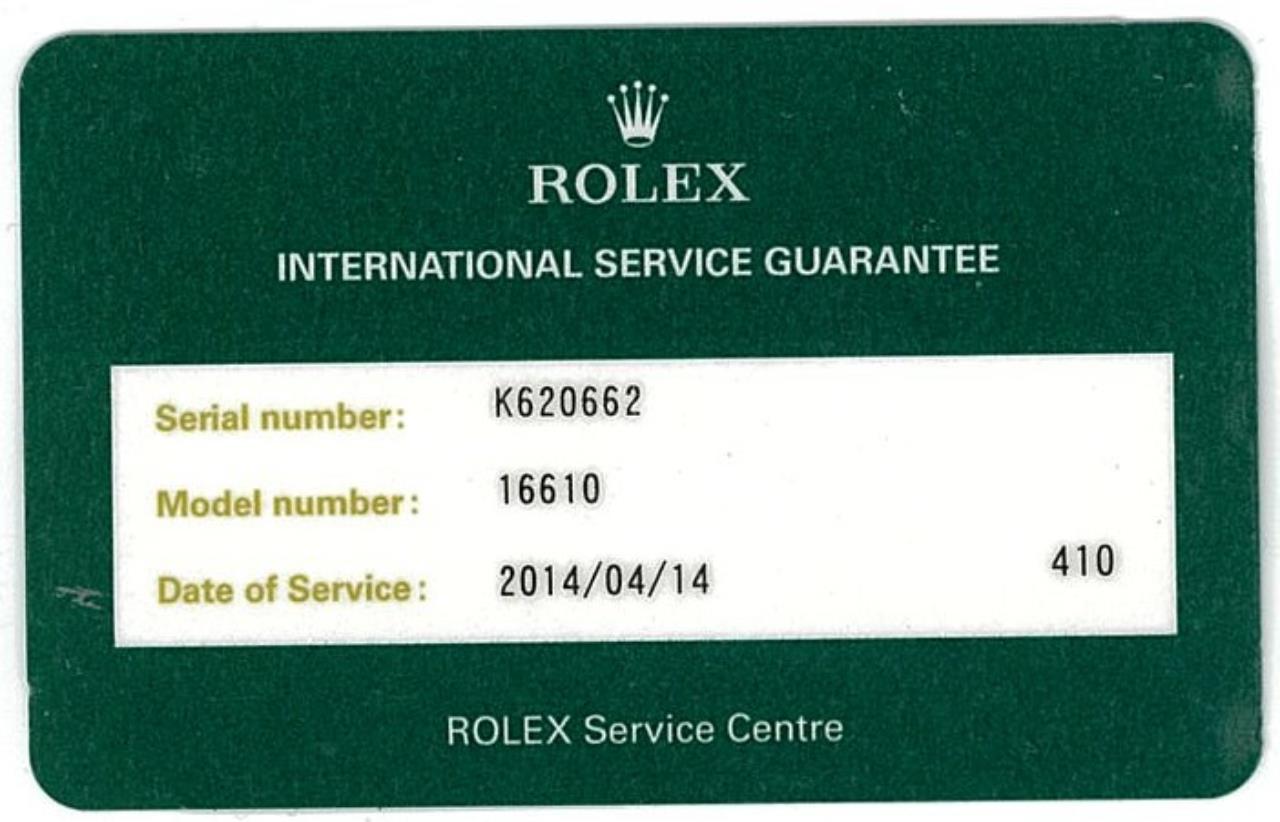 ROLEX
INTERNATIONAL SERVICE GUARANTEE
Serial number: K620662
Model number: 16610
Date of Service: 2014/04/14 410
ROLEX Service Centre